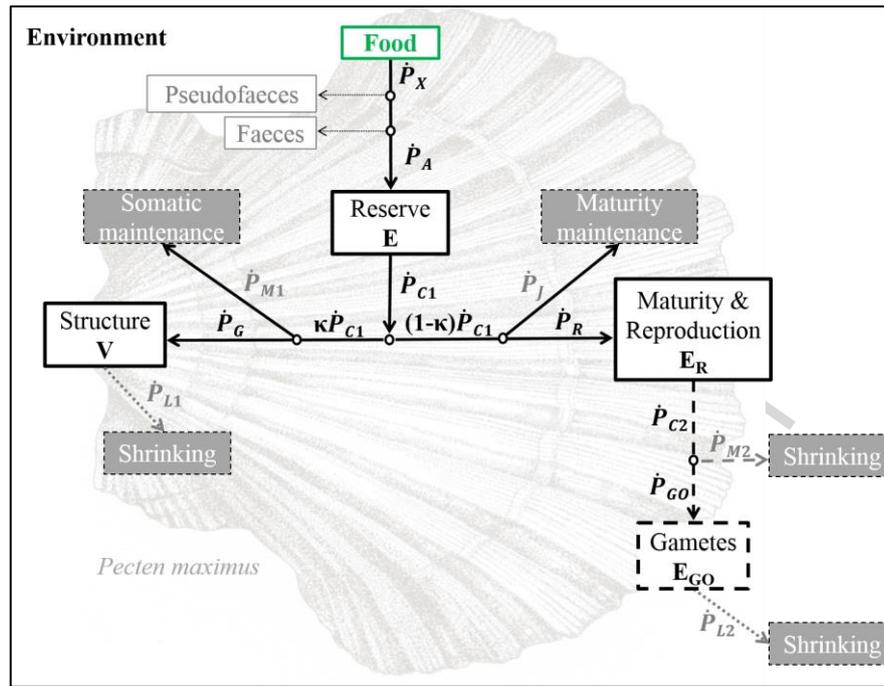 Environment
Food
Ṗ_X
Pseudofaeces
Faeces
Ṗ_A
Somatic
maintenance
Reserve
E
Maturity
maintenance
Ṗ_M1
Ṗ_C1
Ṗ_J
Structure
V
Ṗ_G
κṖ_C1
(1-κ)Ṗ_C1
Ṗ_R
Maturity &
Reproduction
E_R
Ṗ_L1
Shrinking
Ṗ_C2
Ṗ_M2
Shrinking
Ṗ_GO
Pecten maximus
Gametes
E_GO
Ṗ_L2
Shrinking